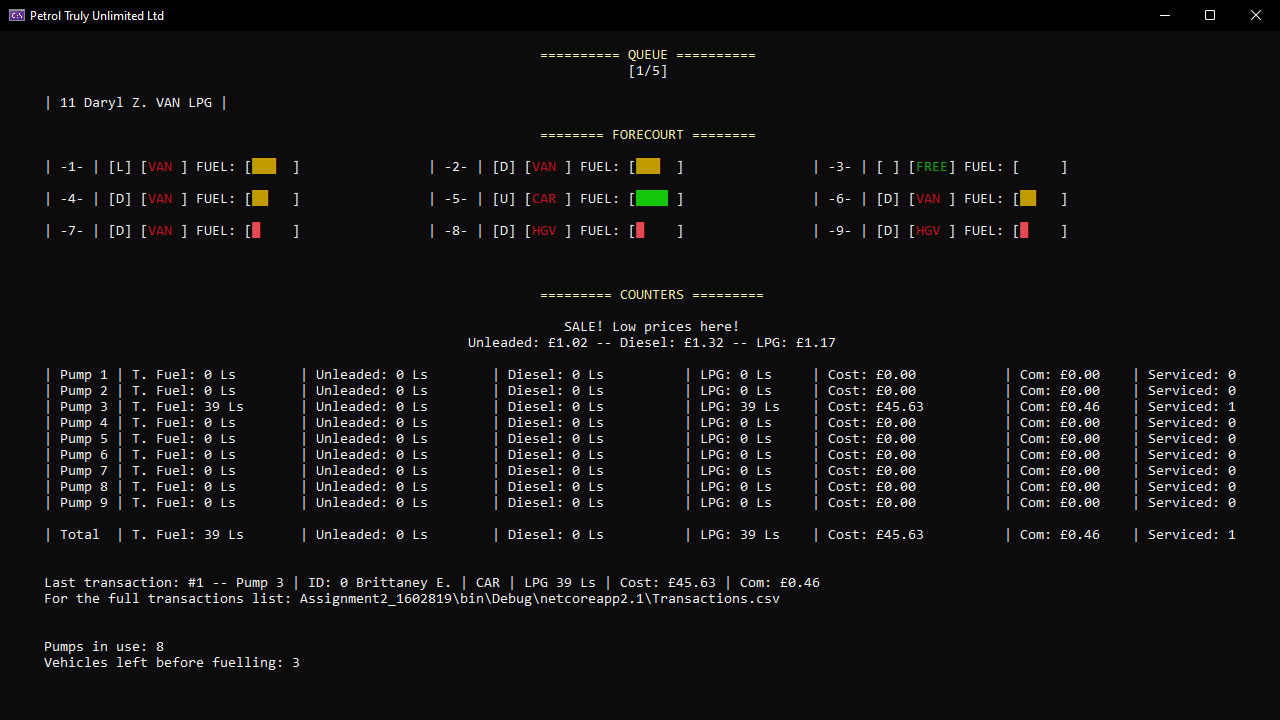 Petrol Truly Unlimited Ltd
========== QUEUE ==========
[1/5]
| 11 Daryl Z. VAN LPG |
======== FORECOURT ========
| -1- | [L] [VAN ] FUEL: [ ] | -2- | [D] [VAN ] FUEL: [ ] | -3- | [ ] [FREE] FUEL: [ ]
| -4- | [D] [VAN ] FUEL: [ ] | -5- | [U] [CAR ] FUEL: [ ] | -6- | [D] [VAN ] FUEL: [ ]
| -7- | [D] [VAN ] FUEL: [ ] | -8- | [D] [HGV ] FUEL: [ ] | -9- | [D] [HGV ] FUEL: [ ]
========= COUNTERS =========
SALE! Low prices here!
Unleaded: £1.02 -- Diesel: £1.32 -- LPG: £1.17
| Pump 1 | T. Fuel: 0 Ls | Unleaded: 0 Ls | Diesel: 0 Ls | LPG: 0 Ls | Cost: £0.00 | Com: £0.00 | Serviced: 0
| Pump 2 | T. Fuel: 0 Ls | Unleaded: 0 Ls | Diesel: 0 Ls | LPG: 0 Ls | Cost: £0.00 | Com: £0.00 | Serviced: 0
| Pump 3 | T. Fuel: 39 Ls | Unleaded: 0 Ls | Diesel: 0 Ls | LPG: 39 Ls | Cost: £45.63 | Com: £0.46 | Serviced: 1
| Pump 4 | T. Fuel: 0 Ls | Unleaded: 0 Ls | Diesel: 0 Ls | LPG: 0 Ls | Cost: £0.00 | Com: £0.00 | Serviced: 0
| Pump 5 | T. Fuel: 0 Ls | Unleaded: 0 Ls | Diesel: 0 Ls | LPG: 0 Ls | Cost: £0.00 | Com: £0.00 | Serviced: 0
| Pump 6 | T. Fuel: 0 Ls | Unleaded: 0 Ls | Diesel: 0 Ls | LPG: 0 Ls | Cost: £0.00 | Com: £0.00 | Serviced: 0
| Pump 7 | T. Fuel: 0 Ls | Unleaded: 0 Ls | Diesel: 0 Ls | LPG: 0 Ls | Cost: £0.00 | Com: £0.00 | Serviced: 0
| Pump 8 | T. Fuel: 0 Ls | Unleaded: 0 Ls | Diesel: 0 Ls | LPG: 0 Ls | Cost: £0.00 | Com: £0.00 | Serviced: 0
| Pump 9 | T. Fuel: 0 Ls | Unleaded: 0 Ls | Diesel: 0 Ls | LPG: 0 Ls | Cost: £0.00 | Com: £0.00 | Serviced: 0
| Total | T. Fuel: 39 Ls | Unleaded: 0 Ls | Diesel: 0 Ls | LPG: 39 Ls | Cost: £45.63 | Com: £0.46 | Serviced: 1
Last transaction: #1 -- Pump 3 | ID: 0 Brittaney E. | CAR | LPG 39 Ls | Cost: £45.63 | Com: £0.46
For the full transactions list: Assignment2_1602819\bin\Debug\netcoreapp2.1\Transactions.csv
Pumps in use: 8
Vehicles left before fuelling: 3